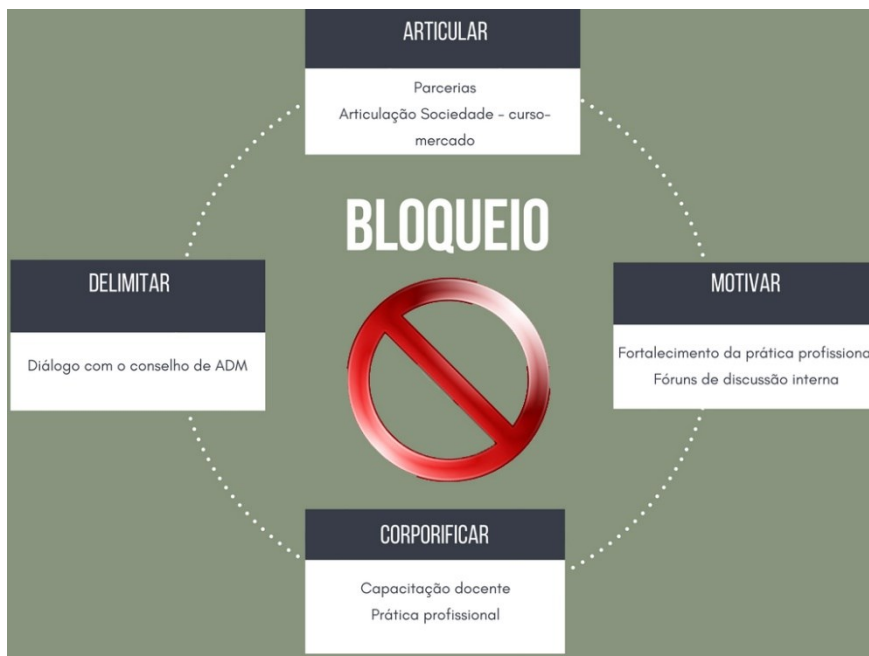 ARTICULAR
Parcerias
Articulação Sociedade - curso-
mercado
BLOQUEIO
DELIMITAR
Diálogo com o conselho de ADM
MOTIVAR
Fortalecimento da prática profissiona
Fóruns de discussão interna
CORPORIFICAR
Capacitação docente
Prática profissional